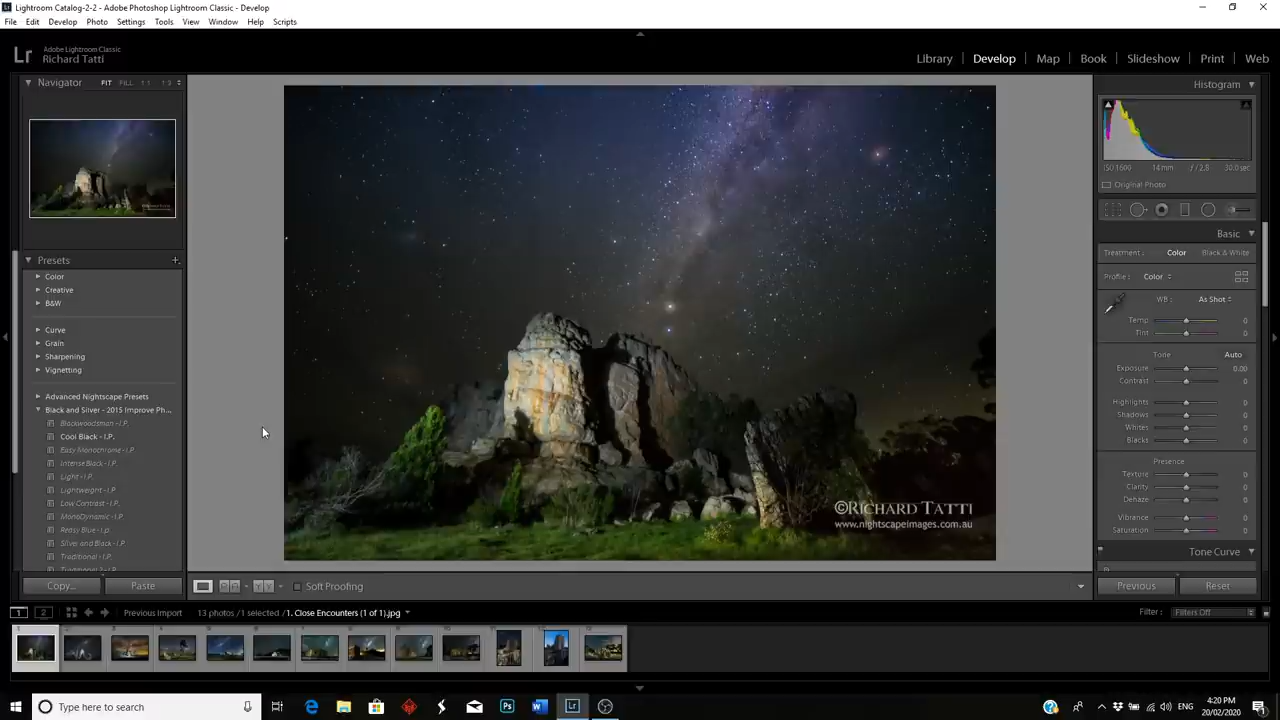 Lightroom Catalog-2-2 - Adobe Photoshop Lightroom Classic - Develop
File Edit Develop Photo Settings Tools View Window Help Scripts
Lr Adobe Lightroom Classic
Richard Tatti
Library Develop Map Book Slideshow Print Web
Navigator FIT FILL 1:1 1:3
Histogram
ISO 1600 14mm f / 2.8 30.0 sec
Original Photo
Basic
Treatment: Color Black & White
Profile: Color
WB: As Shot
Temp 0
Tint 0
Tone Auto
Exposure 0.00
Contrast 0
Highlights 0
Shadows 0
Whites 0
Blacks 0
Presence
Texture 0
Clarity 0
Dehaze 0
Vibrance 0
Saturation 0
Tone Curve
Presets
Color
Creative
B&W
Curve
Grain
Sharpening
Vignetting
Advanced Nightscape Presets
Black and Silver - 2015 Improve Ph...
Blackwoodsman - I.P.
Cool Black - I.P.
Easy Monochrome - I.P.
Intense Black - I.P.
Light - I.P.
Lightweight - I.P.
Low Contrast - I.P.
MonoDynamic - I.P.
Silver and Black - I.P.
Traditional - I.P.
©RICHARD TATTI
www.nightscapeimages.com.au
Copy... Paste
Soft Proofing
Previous Reset
1 2 Previous Import 13 photos / 1 selected / 1. Close Encounters (1 of 1).jpg
Filter: Filters Off
Type here to search
ENG
4:20 PM
20/02/2020